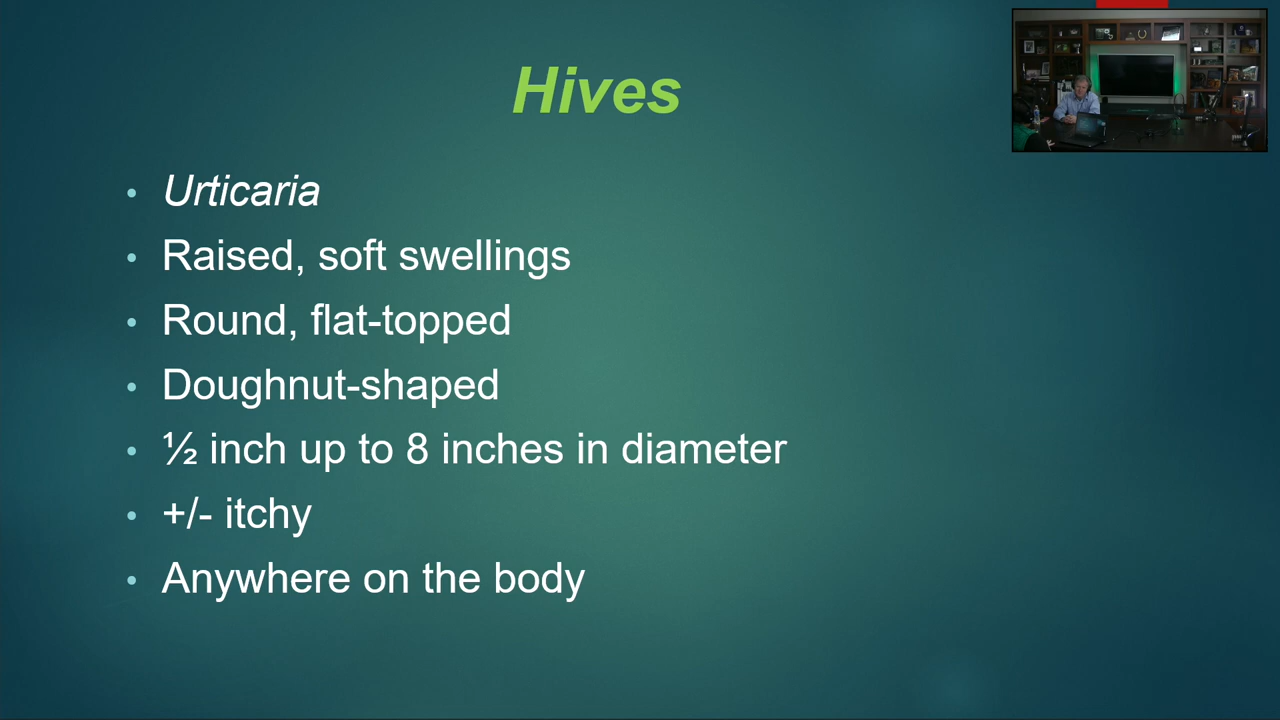 Hives
• Urticaria
• Raised, soft swellings
• Round, flat-topped
• Doughnut-shaped
• ½ inch up to 8 inches in diameter
• +/- itchy
• Anywhere on the body